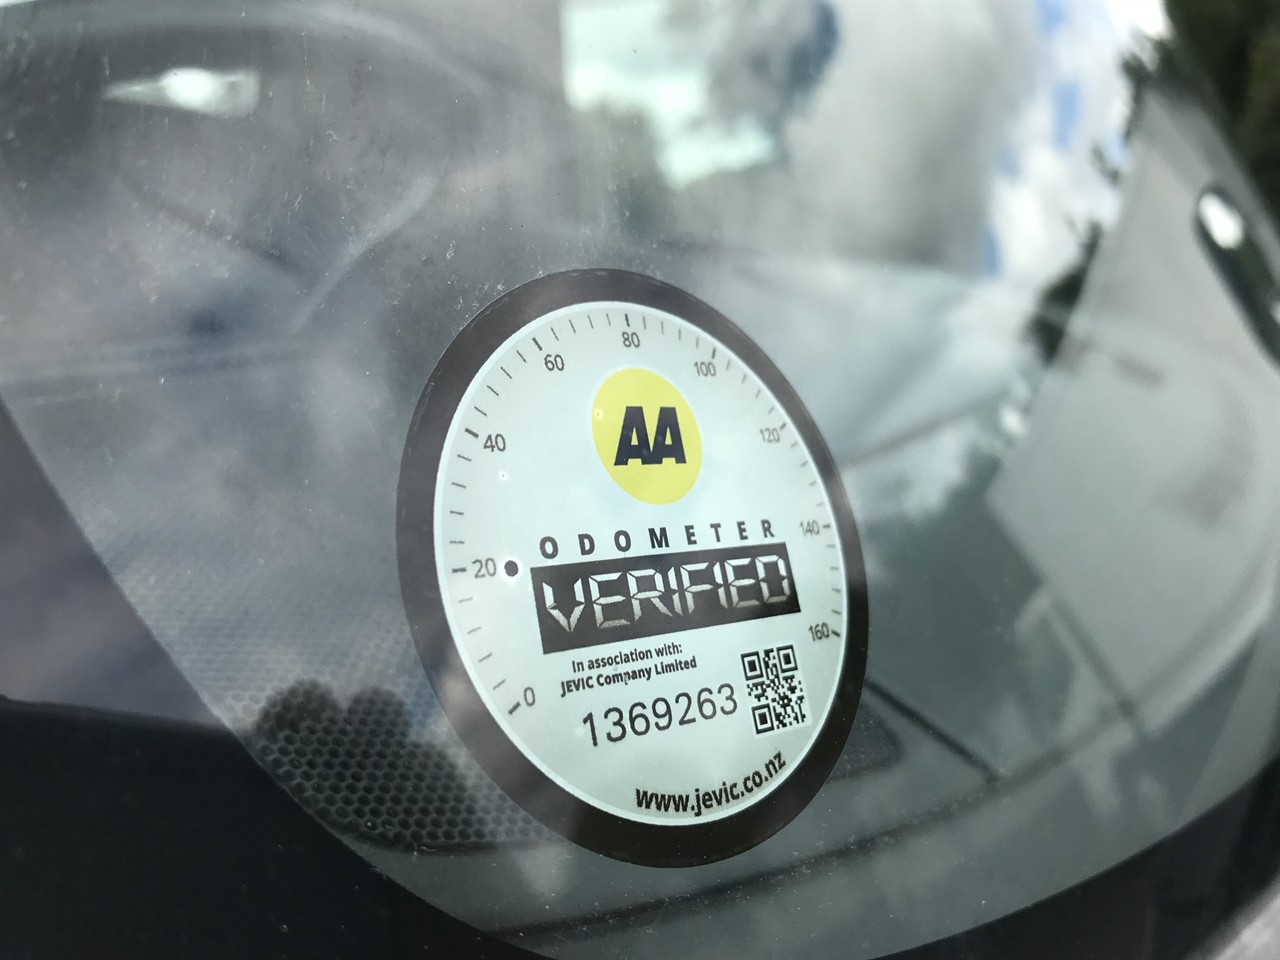 0
20
40
60
80
100
120
140
160
AA
ODOMETER
VERIFIED
In association with:
JEVIC Company Limited
1369263
www.jevic.co.nz